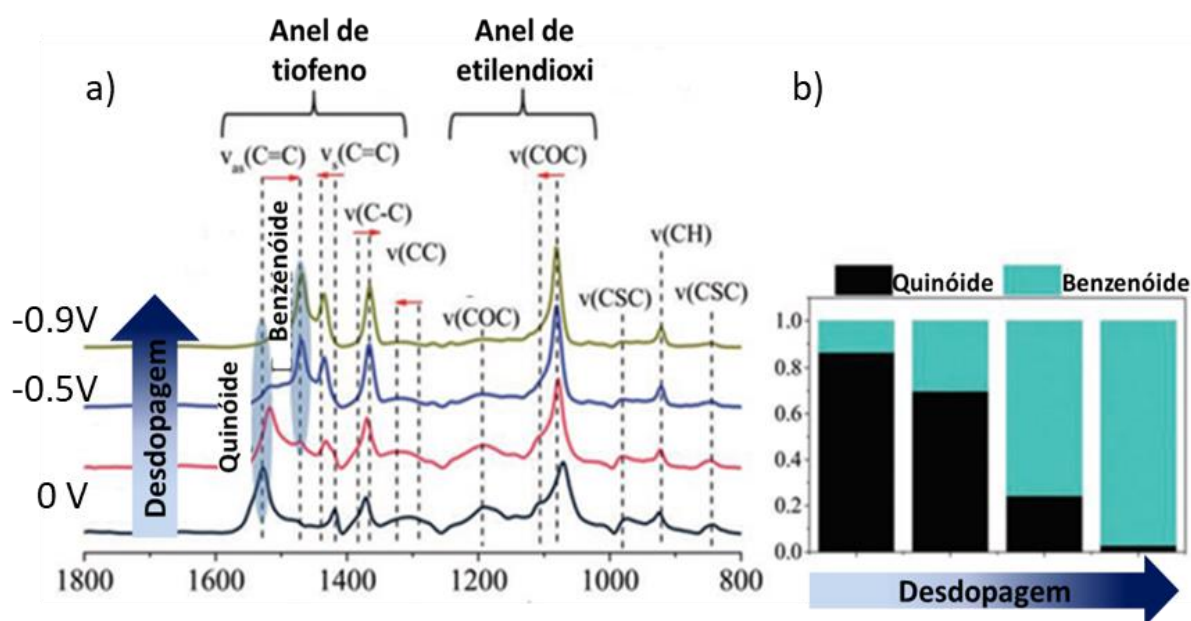 a)
Anel de
tiofeno
Anel de
etilendioxi
b)
νas(C=C)
νs(C=C)
ν(COC)
Benzenóide
ν(C-C)
ν(CC)
ν(COC)
ν(CSC)
ν(CH)
ν(CSC)
-0.9V
-0.5V
0 V
Desdopagem
Quinóide
1800
1600
1400
1200
1000
800
Quinóide
Benzenóide
1.0
0.8
0.6
0.4
0.2
0.0
Desdopagem